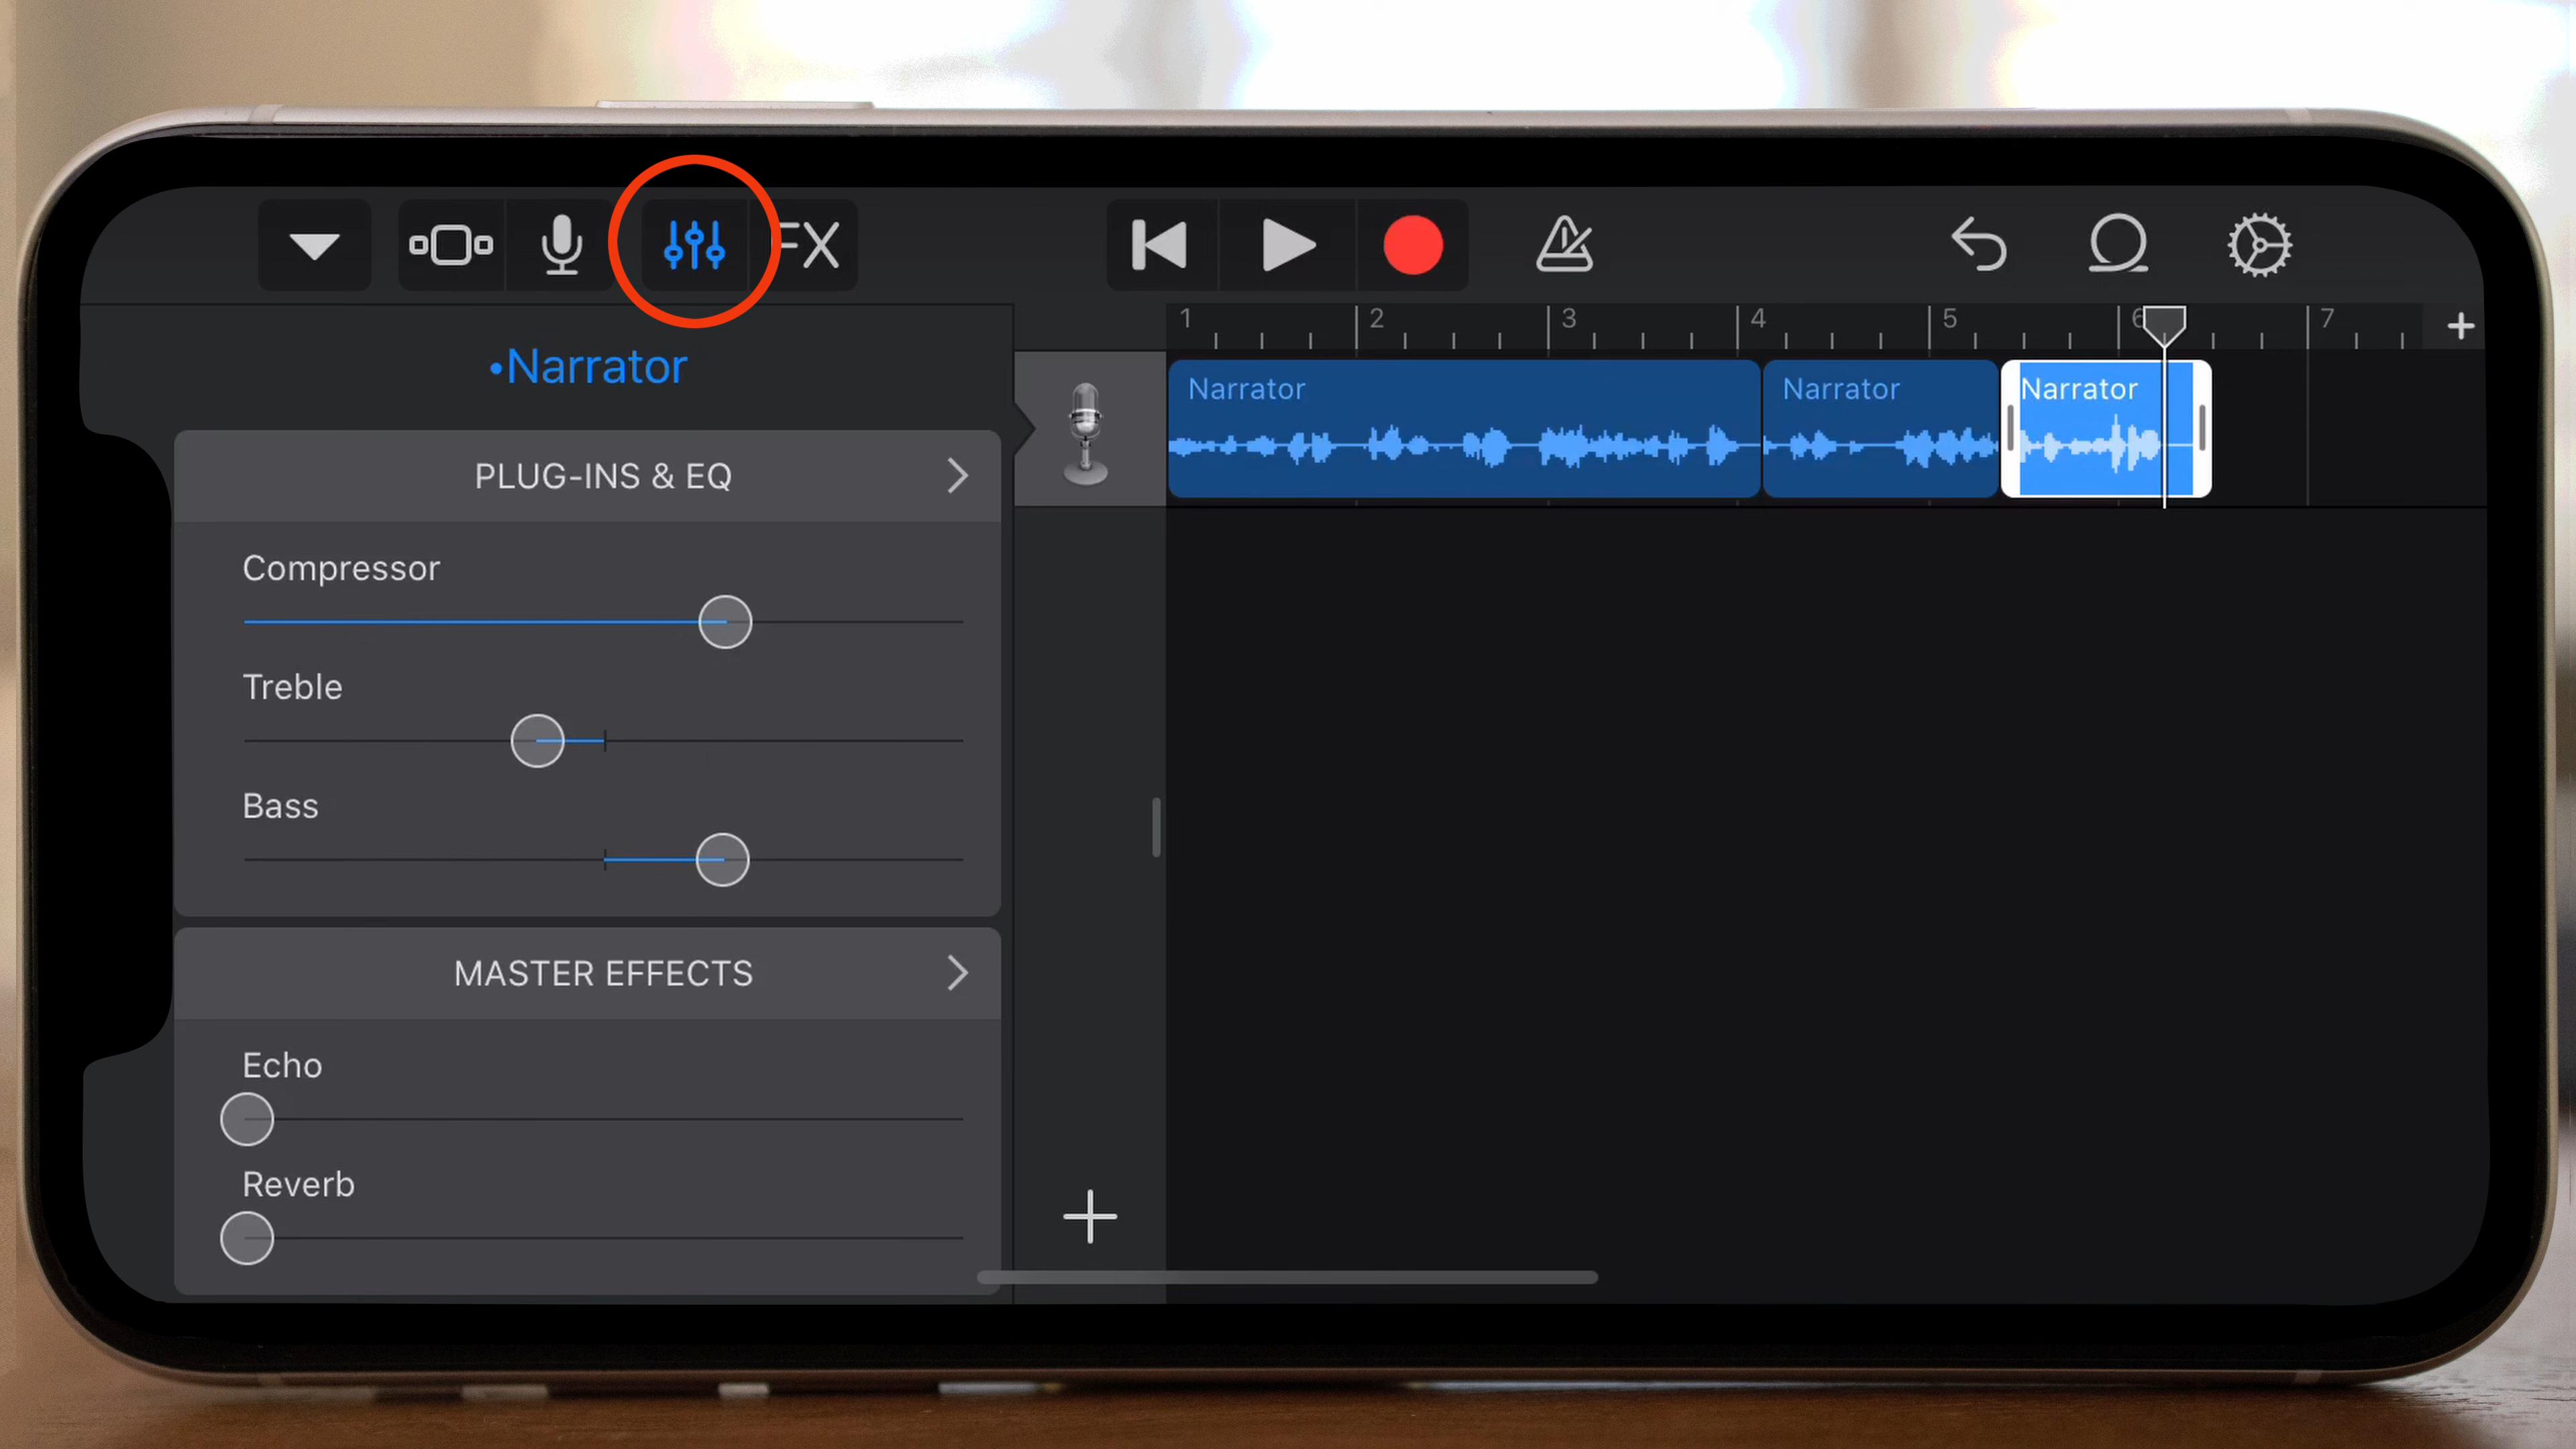 FX
1 2 3 4 5 6 7
•Narrator
Narrator Narrator Narrator
PLUG-INS & EQ
Compressor
Treble
Bass
MASTER EFFECTS
Echo
Reverb